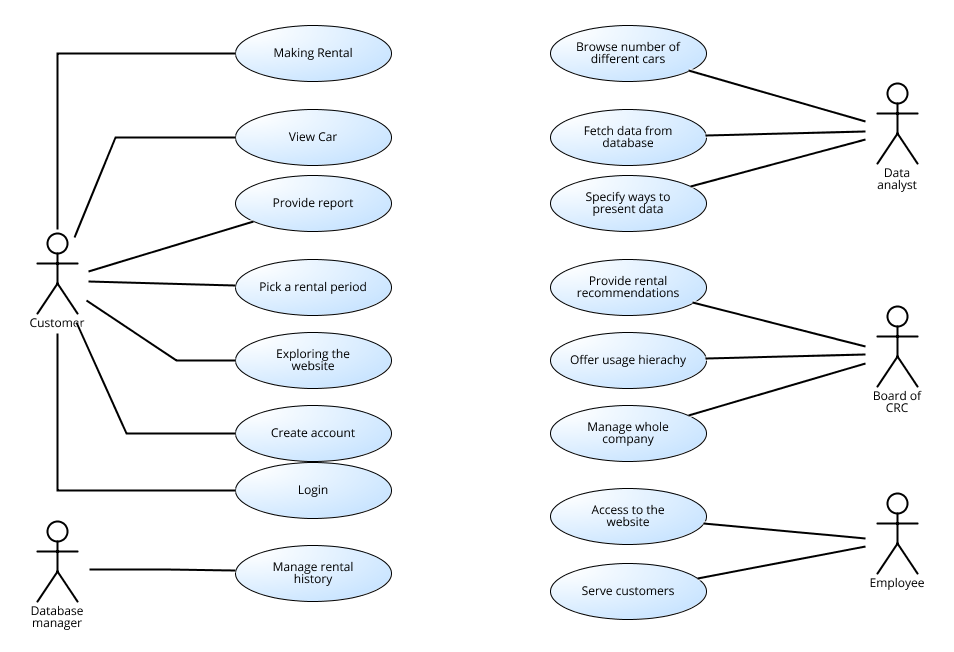 Making Rental
View Car
Provide report
Pick a rental period
Customer
Exploring the
website
Create account
Login
Manage rental
history
Database
manager
Browse number of
different cars
Fetch data from
database
Specify ways to
present data
Data
analyst
Provide rental
recommendations
Offer usage hierachy
Manage whole
company
Board of
CRC
Access to the
website
Serve customers
Employee